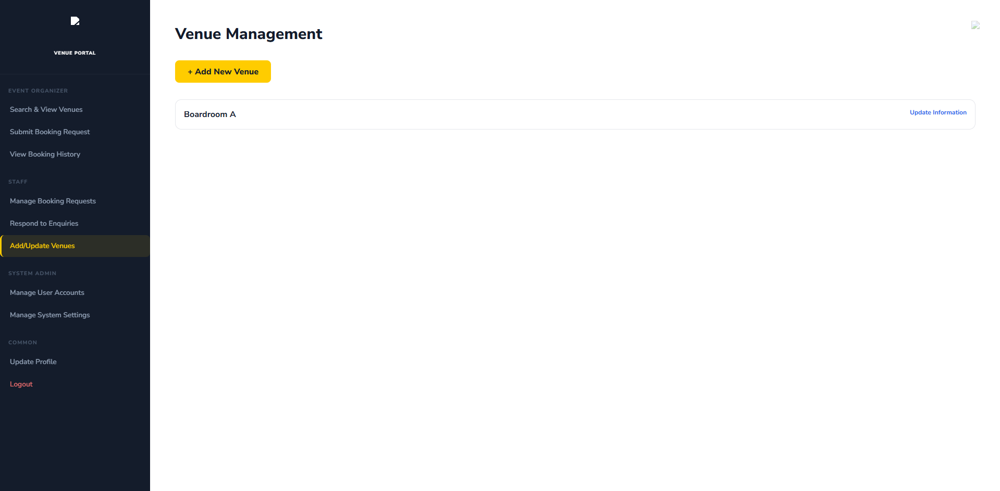 VENUE PORTAL
EVENT ORGANIZER
Search & View Venues
Submit Booking Request
View Booking History
STAFF
Manage Booking Requests
Respond to Enquiries
Add/Update Venues
SYSTEM ADMIN
Manage User Accounts
Manage System Settings
COMMON
Update Profile
Logout
Venue Management
+ Add New Venue
Boardroom A
Update Information